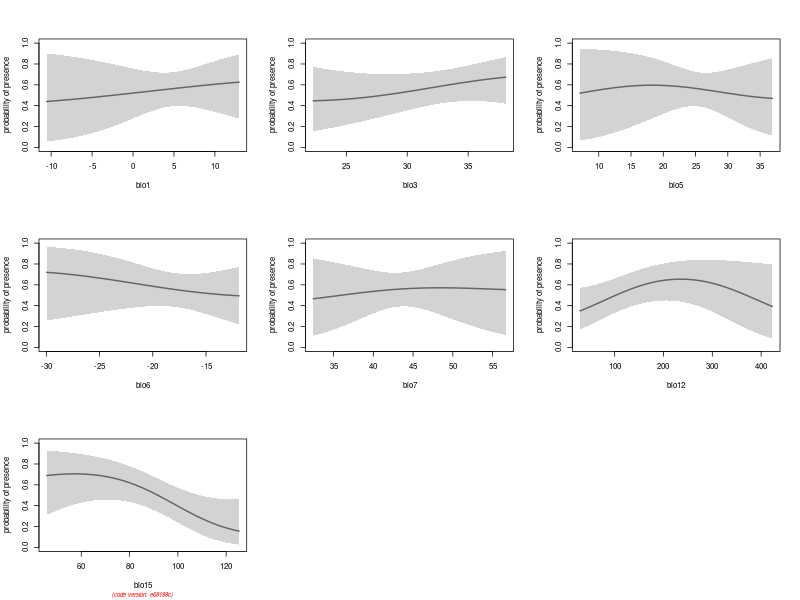 probability of presence
0.0 0.2 0.4 0.6 0.8 1.0
-10 -5 0 5 10
bio1
probability of presence
0.0 0.2 0.4 0.6 0.8 1.0
25 30 35
bio3
probability of presence
0.0 0.2 0.4 0.6 0.8 1.0
10 15 20 25 30 35
bio5
probability of presence
0.0 0.2 0.4 0.6 0.8 1.0
-30 -25 -20 -15
bio6
probability of presence
0.0 0.2 0.4 0.6 0.8 1.0
35 40 45 50 55
bio7
probability of presence
0.0 0.2 0.4 0.6 0.8 1.0
100 200 300 400
bio12
probability of presence
0.0 0.2 0.4 0.6 0.8 1.0
60 80 100 120
bio15
(code version: